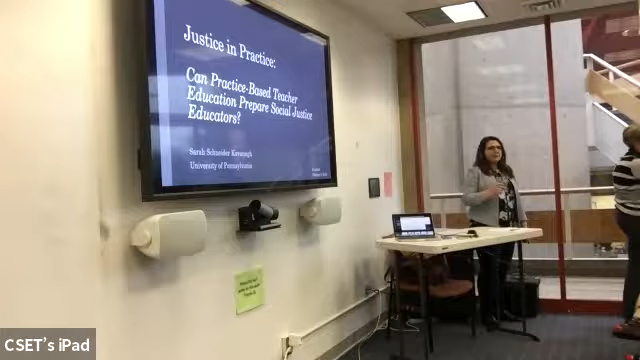 Justice in Practice:
Can Practice-Based Teacher
Education Prepare Social Justice
Educators?
Sarah Schneider Kavanagh
University of Pennsylvania
CSET's iPad